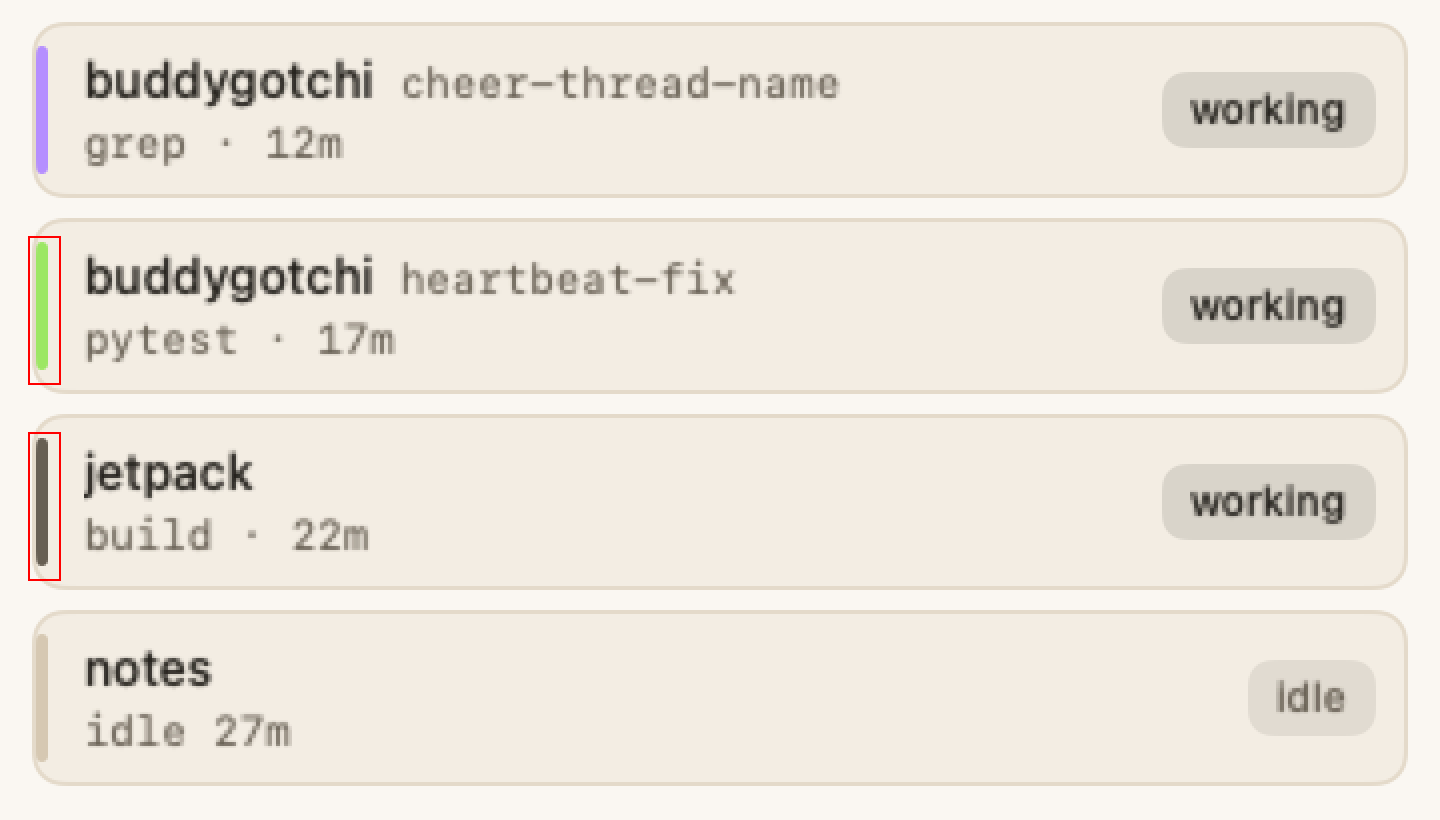 buddygotchi cheer-thread-name
grep · 12m
working
buddygotchi heartbeat-fix
pytest · 17m
working
jetpack
build · 22m
working
notes
idle 27m
idle